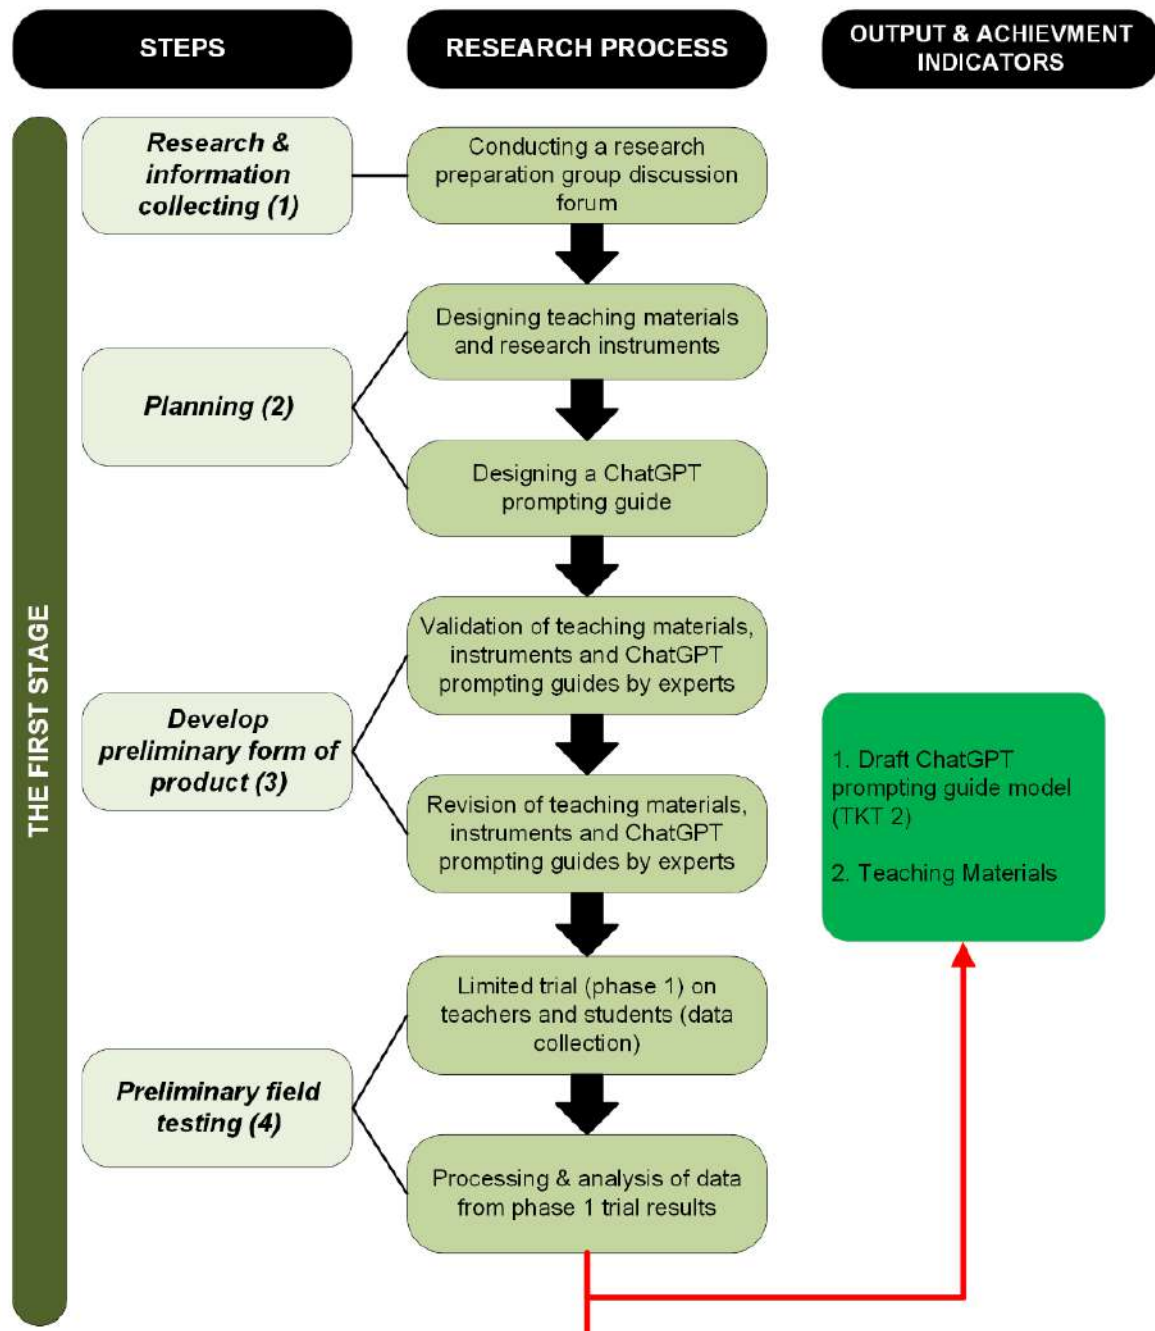 STEPS
RESEARCH PROCESS
OUTPUT & ACHIEVMENT
INDICATORS
THE FIRST STAGE
Research &
information
collecting (1)
Conducting a research
preparation group discussion
forum
Planning (2)
Designing teaching materials
and research instruments
Designing a ChatGPT
prompting guide
Develop
preliminary form of
product (3)
Validation of teaching materials,
instruments and ChatGPT
prompting guides by experts
Revision of teaching materials,
instruments and ChatGPT
prompting guides by experts
1. Draft ChatGPT
prompting guide model
(TKT 2)
2. Teaching Materials
Preliminary field
testing (4)
Limited trial (phase 1) on
teachers and students (data
collection)
Processing & analysis of data
from phase 1 trial results